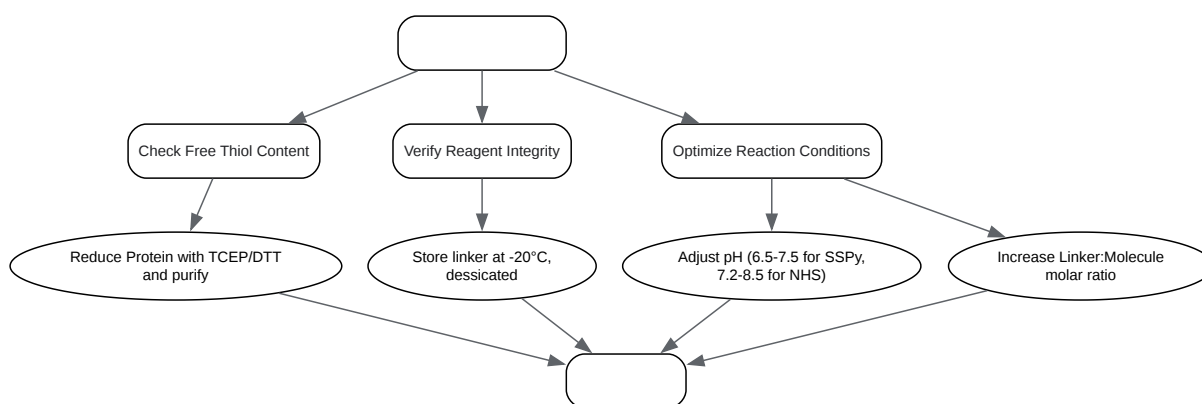 Check Free Thiol Content
Verify Reagent Integrity
Optimize Reaction Conditions
Reduce Protein with TCEP/DTT
and purify
Store linker at -20°C,
dessicated
Adjust pH (6.5-7.5 for SSPy,
7.2-8.5 for NHS)
Increase Linker:Molecule
molar ratio